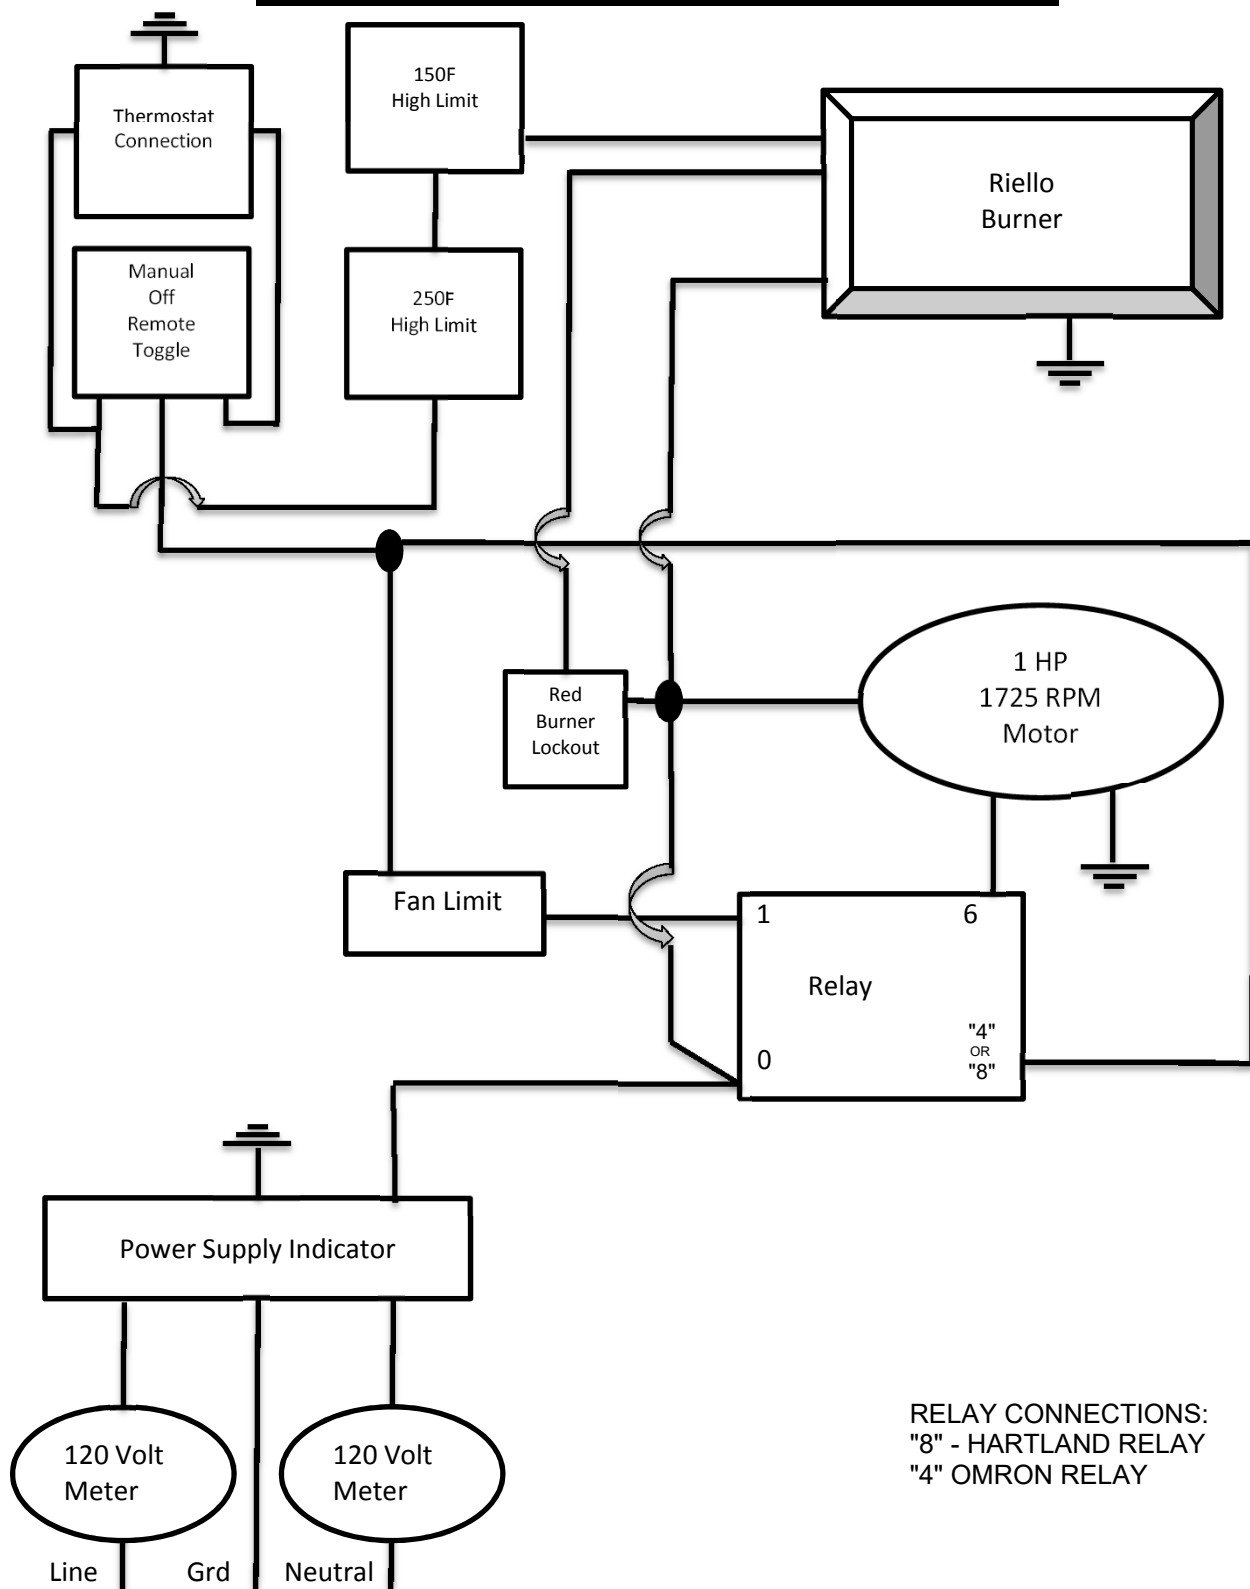 Thermostat
Connection
150F
High Limit
Riello
Burner
Manual
Off
Remote
Toggle
250F
High Limit
1 HP
1725 RPM
Motor
Red
Burner
Lockout
Fan Limit
1
6
Relay
"4"
OR
"8"
0
Power Supply Indicator
120 Volt
Meter
120 Volt
Meter
RELAY CONNECTIONS:
"8" - HARTLAND RELAY
"4" OMRON RELAY
Line
Grd
Neutral